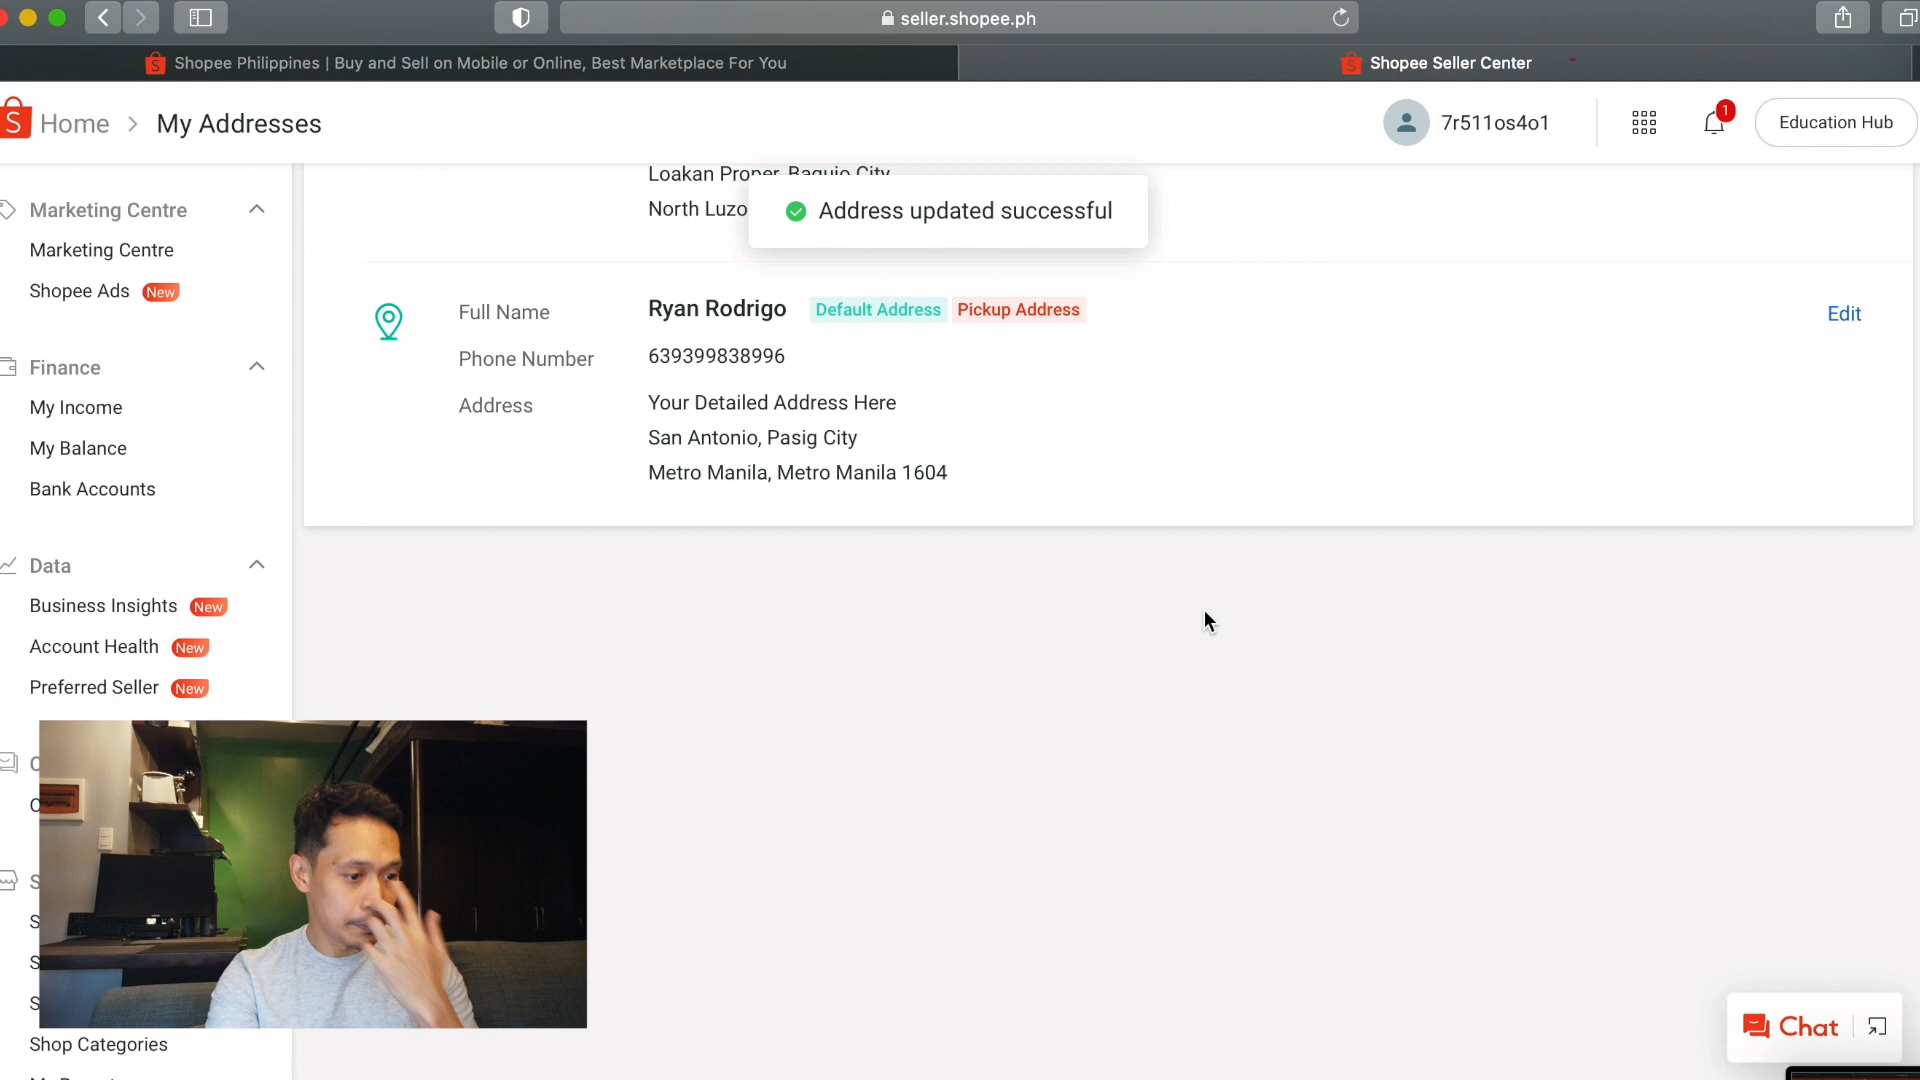 seller.shopee.ph
Shopee Philippines | Buy and Sell on Mobile or Online, Best Marketplace For You
Shopee Seller Center
Home > My Addresses
7r511os4o1
1
Education Hub
Marketing Centre
Marketing Centre
Shopee Ads New
Finance
My Income
My Balance
Bank Accounts
Data
Business Insights New
Account Health New
Preferred Seller New
Shop Categories
Loakan Proper, Baguio City
North Luzo
Address updated successful
Full Name Ryan Rodrigo Default Address Pickup Address Edit
Phone Number 639399838996
Address Your Detailed Address Here
San Antonio, Pasig City
Metro Manila, Metro Manila 1604
Chat